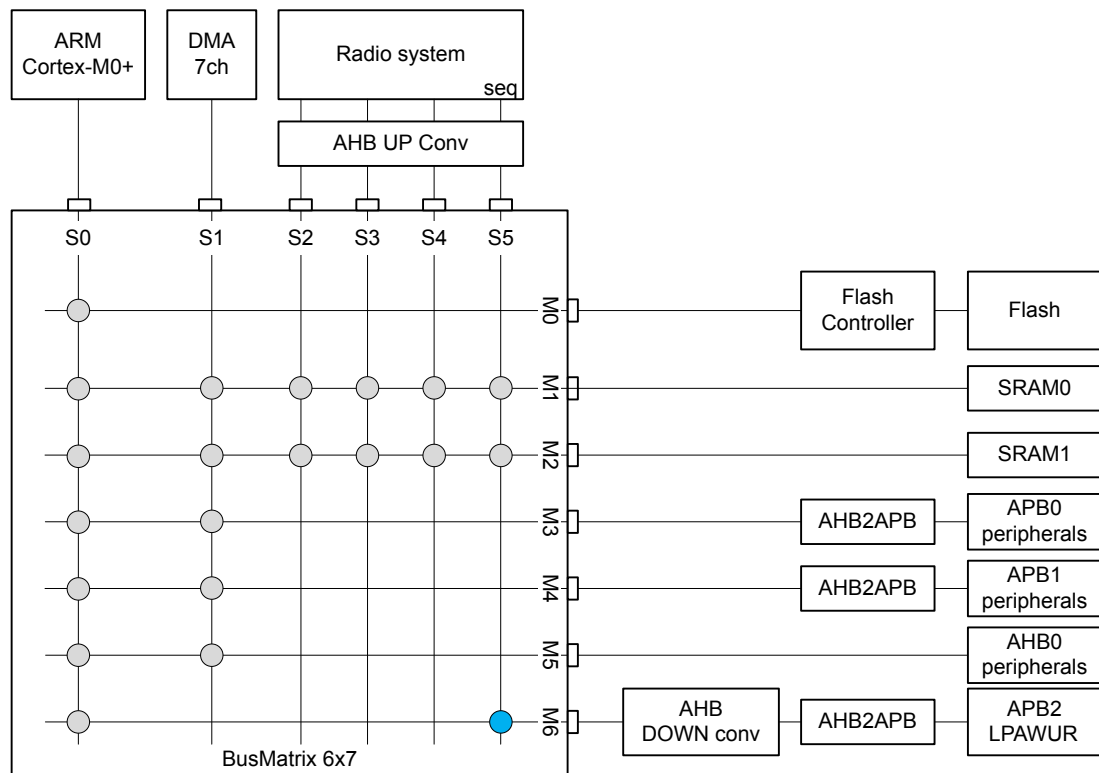 ARM
Cortex-M0+
DMA
7ch
Radio system
seq
AHB UP Conv
S0
S1
S2
S3
S4
S5
M0
Flash
Controller
Flash
M1
SRAM0
M2
SRAM1
M3
AHB2APB
APB0
peripherals
M4
AHB2APB
APB1
peripherals
M5
AHB0
peripherals
M6
AHB
DOWN conv
AHB2APB
APB2
LPAWUR
BusMatrix 6x7